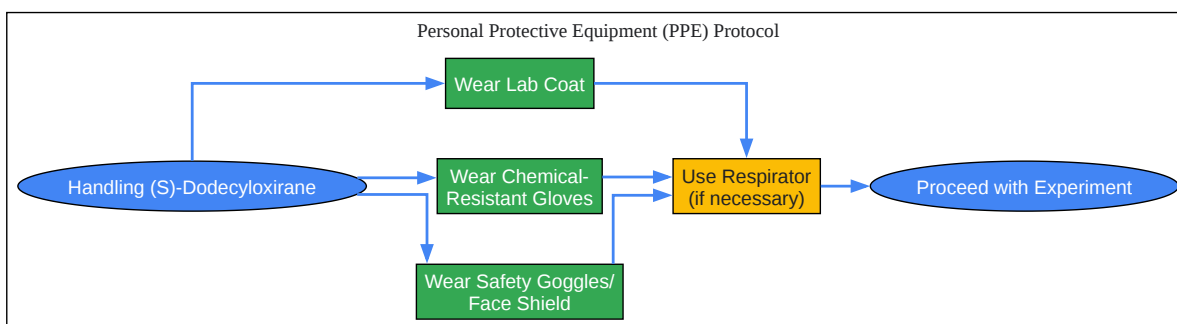 Personal Protective Equipment (PPE) Protocol
Wear Lab Coat
Handling (S)-Dodecyloxirane
Wear Chemical-
Resistant Gloves
Use Respirator
(if necessary)
Proceed with Experiment
Wear Safety Goggles/
Face Shield